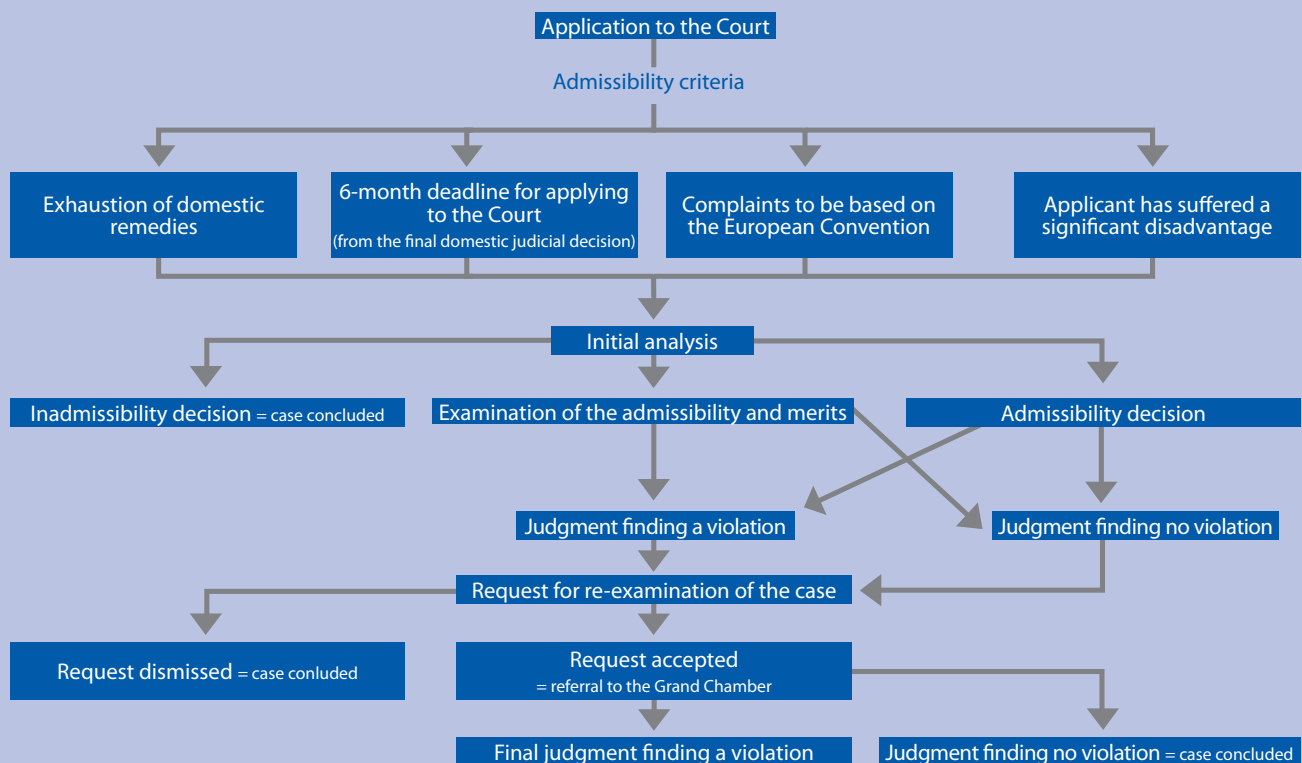 Application to the Court
Admissibility criteria
Exhaustion of domestic
remedies
6-month deadline for applying
to the Court
(from the final domestic judicial decision)
Complaints to be based on
the European Convention
Applicant has suffered a
significant disadvantage
Initial analysis
Inadmissibility decision = case concluded
Examination of the admissibility and merits
Admissibility decision
Judgment finding a violation
Judgment finding no violation
Request for re-examination of the case
Request dismissed = case conluded
Request accepted
= referral to the Grand Chamber
Final judgment finding a violation
Judgment finding no violation = case concluded